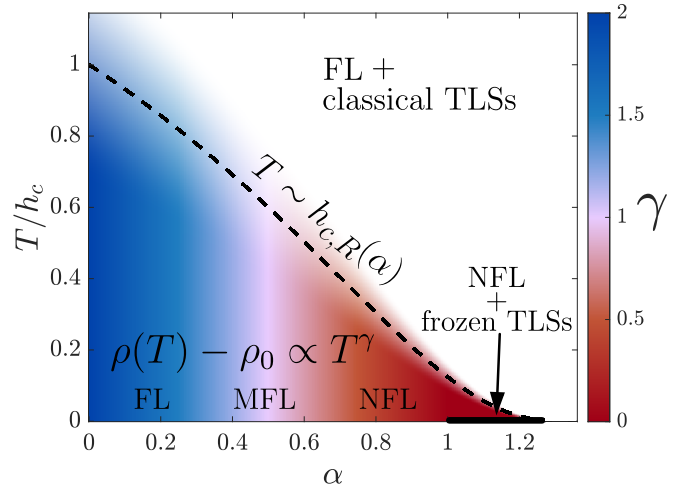 2
1
FL +
classical TLSs
0.8
1.5
T ∼ h_{c,R}(α)
T/h_c
0.6
1
γ
0.4
NFL
+
frozen TLSs
0.5
ρ(T) − ρ_0 ∝ T^γ
0.2
FL
MFL
NFL
0
0
0
0.2
0.4
0.6
0.8
1
1.2
α